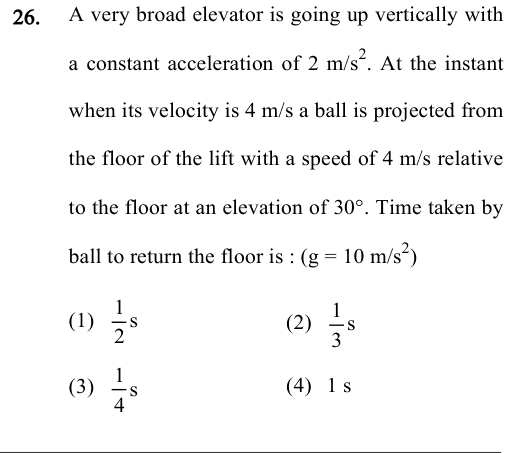 26. A very broad elevator is going up vertically with
a constant acceleration of 2 m/s². At the instant
when its velocity is 4 m/s a ball is projected from
the floor of the lift with a speed of 4 m/s relative
to the floor at an elevation of 30°. Time taken by
ball to return the floor is : (g = 10 m/s²)
(1) 1/2 s (2) 1/3 s
(3) 1/4 s (4) 1 s